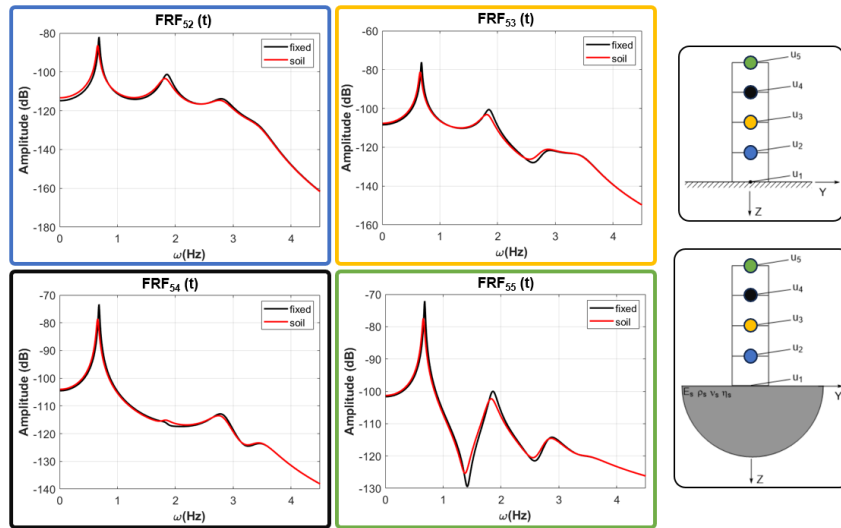 FRF52 (t)
Amplitude (dB)
-80
-100
-120
-140
-160
-180
0
1
2
3
4
ω(Hz)
fixed
soil
FRF53 (t)
Amplitude (dB)
-60
-80
-100
-120
-140
-160
0
1
2
3
4
ω(Hz)
fixed
soil
u5
u4
u3
u2
u1
Y
Z
FRF54 (t)
Amplitude (dB)
-70
-80
-90
-100
-110
-120
-130
-140
0
1
2
3
4
ω(Hz)
fixed
soil
FRF55 (t)
Amplitude (dB)
-70
-80
-90
-100
-110
-120
-130
0
1
2
3
4
ω(Hz)
fixed
soil
u5
u4
u3
u2
u1
Y
Es ρs νs ηs
Z